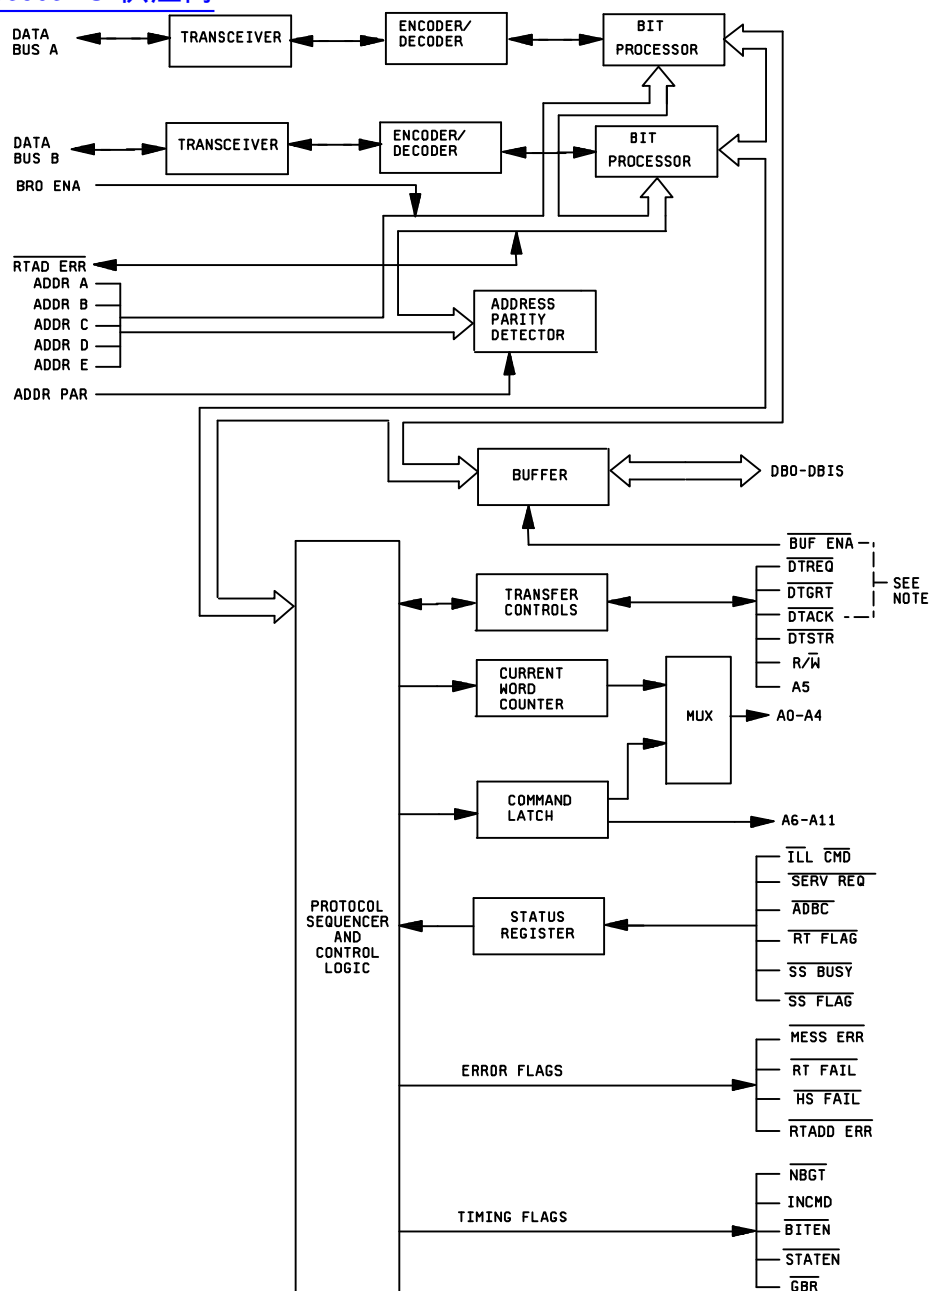 DATA
BUS A
TRANSCEIVER
ENCODER/
DECODER
BIT
PROCESSOR
DATA
BUS B
TRANSCEIVER
ENCODER/
DECODER
BIT
PROCESSOR
BRO ENA
RTAD ERR
ADDR A
ADDR B
ADDR C
ADDR D
ADDR E
ADDR PAR
ADDRESS
PARITY
DETECTOR
BUFFER
DBO-DBIS
BUF ENA
DTREQ
DTGRT
DTACK
DTSTR
R/W
A5
SEE
NOTE
TRANSFER
CONTROLS
CURRENT
WORD
COUNTER
MUX
A0-A4
COMMAND
LATCH
A6-A11
PROTOCOL
SEQUENCER
AND
CONTROL
LOGIC
STATUS
REGISTER
ILL CMD
SERV REQ
ADBC
RT FLAG
SS BUSY
SS FLAG
ERROR FLAGS
MESS ERR
RT FAIL
HS FAIL
RTADD ERR
TIMING FLAGS
NBGT
INCMD
BITEN
STATEN
GBR